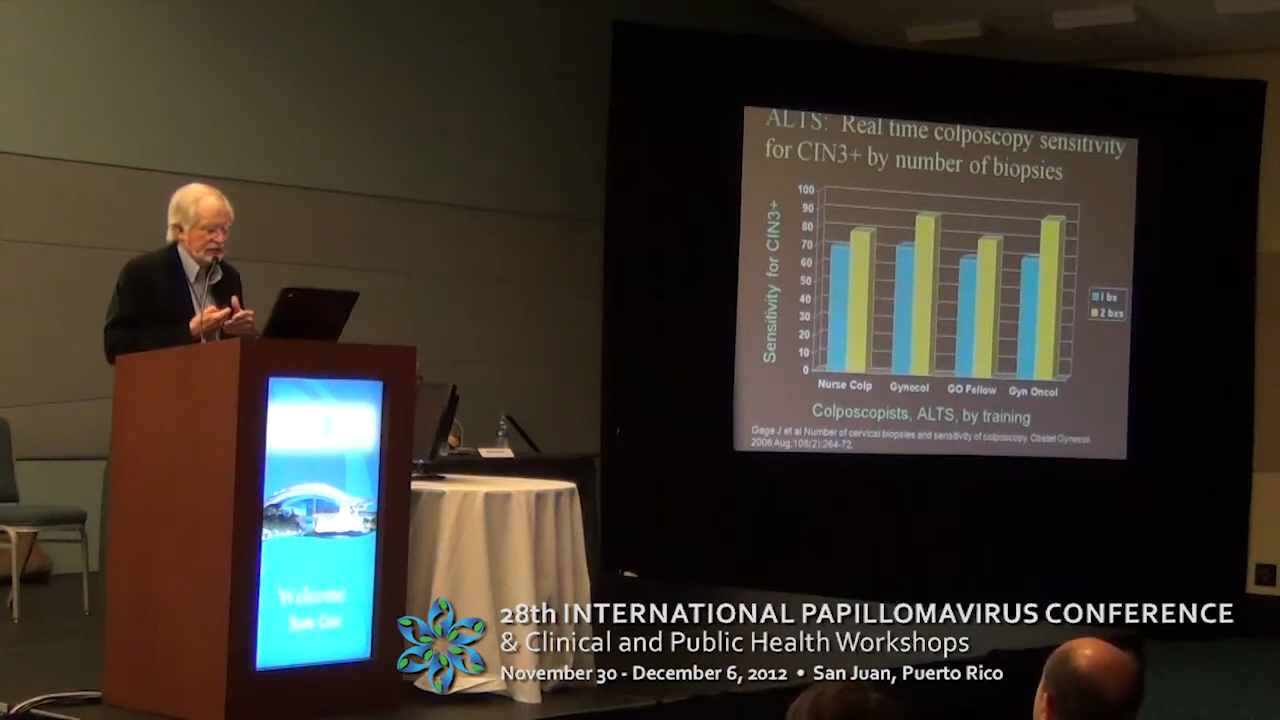 ALTS: Real time colposcopy sensitivity
for CIN3+ by number of biopsies
Sensitivity for CIN3+
100
90
80
70
60
50
40
30
20
10
0
1 bx
2 bxs
Nurse Colp Gynecol GO Fellow Gyn Oncol
Colposcopists, ALTS, by training
Gage J et al Number of cervical biopsies and sensitivity of colposcopy. Obstet Gynecol.
2006 Aug;108(2):264-72
Welcome
28th INTERNATIONAL PAPILLOMAVIRUS CONFERENCE
& Clinical and Public Health Workshops
November 30 - December 6, 2012 • San Juan, Puerto Rico